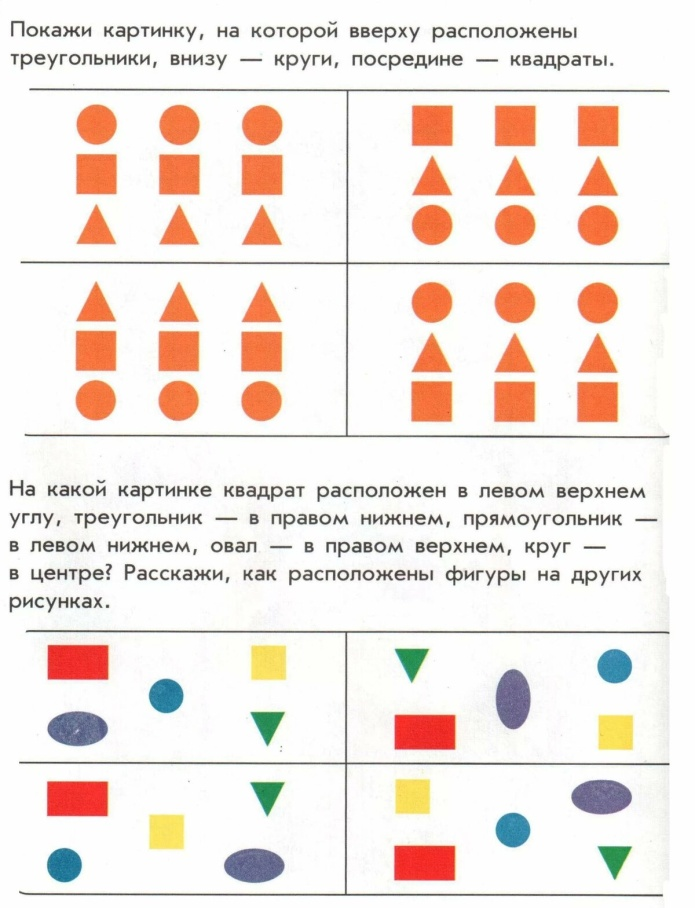 Покажи картинку, на которой вверху расположены
треугольники, внизу — круги, посредине — квадраты.
На какой картинке квадрат расположен в левом верхнем
углу, треугольник — в правом нижнем, прямоугольник —
в левом нижнем, овал — в правом верхнем, круг —
в центре? Расскажи, как расположены фигуры на других
рисунках.